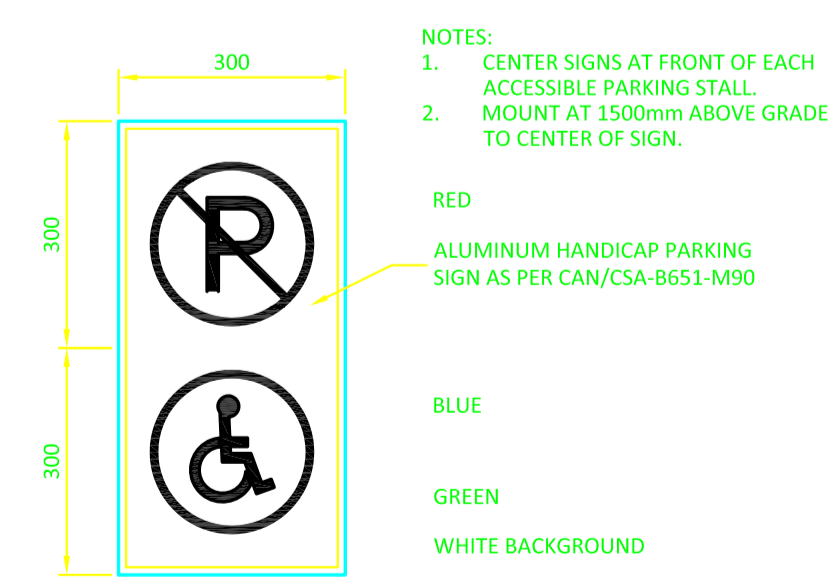 300
NOTES:
1. CENTER SIGNS AT FRONT OF EACH
ACCESSIBLE PARKING STALL.
2. MOUNT AT 1500mm ABOVE GRADE
TO CENTER OF SIGN.
300
P
RED
ALUMINUM HANDICAP PARKING
SIGN AS PER CAN/CSA-B651-M90
300
BLUE
GREEN
WHITE BACKGROUND